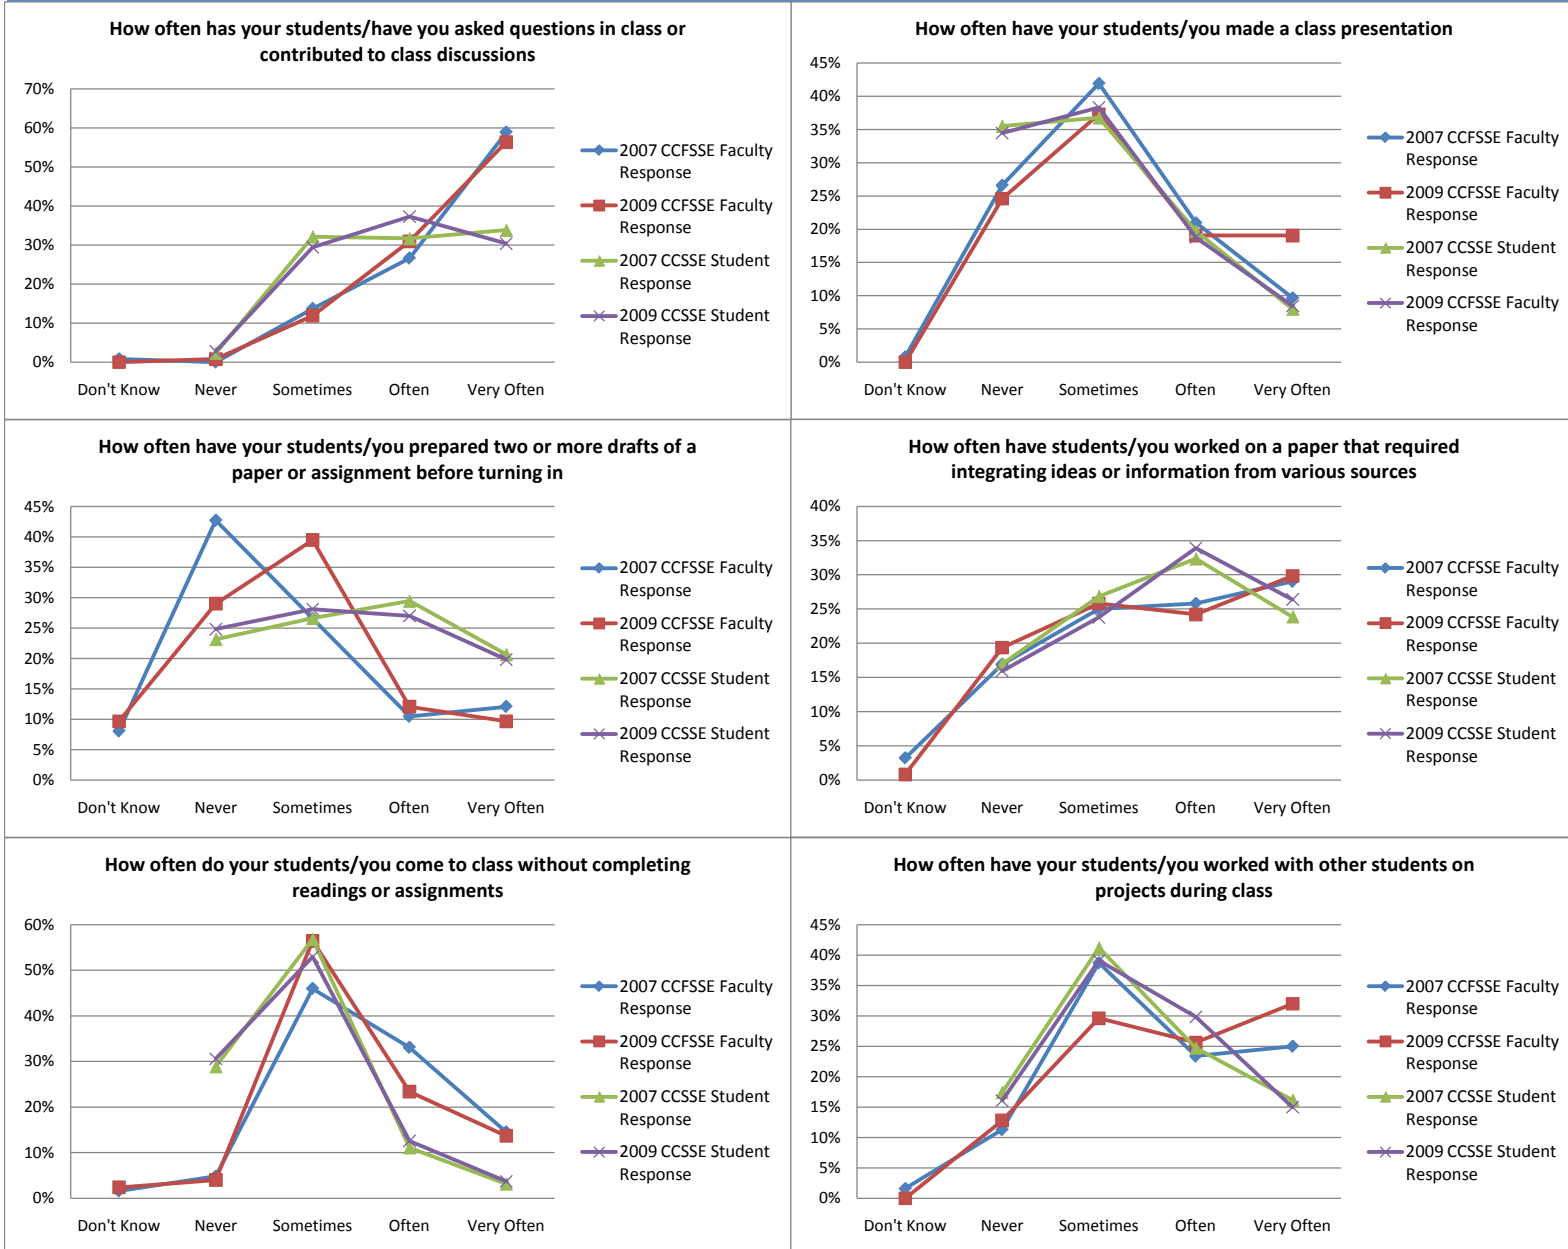 How often has your students/have you asked questions in class or
contributed to class discussions
70%
60%
50%
40%
30%
20%
10%
0%
Don't Know Never Sometimes Often Very Often
2007 CCFSSE Faculty
Response
2009 CCFSSE Faculty
Response
2007 CCSSE Student
Response
2009 CCSSE Student
Response
How often have your students/you made a class presentation
45%
40%
35%
30%
25%
20%
15%
10%
5%
0%
Don't Know Never Sometimes Often Very Often
2007 CCFSSE Faculty
Response
2009 CCFSSE Faculty
Response
2007 CCSSE Student
Response
2009 CCFSSE Faculty
Response
How often have your students/you prepared two or more drafts of a
paper or assignment before turning in
45%
40%
35%
30%
25%
20%
15%
10%
5%
0%
Don't Know Never Sometimes Often Very Often
2007 CCFSSE Faculty
Response
2009 CCFSSE Faculty
Response
2007 CCSSE Student
Response
2009 CCSSE Student
Response
How often have students/you worked on a paper that required
integrating ideas or information from various sources
40%
35%
30%
25%
20%
15%
10%
5%
0%
Don't Know Never Sometimes Often Very Often
2007 CCFSSE Faculty
Response
2009 CCFSSE Faculty
Response
2007 CCSSE Student
Response
2009 CCSSE Student
Response
How often do your students/you come to class without completing
readings or assignments
60%
50%
40%
30%
20%
10%
0%
Don't Know Never Sometimes Often Very Often
2007 CCFSSE Faculty
Response
2009 CCFSSE Faculty
Response
2007 CCSSE Student
Response
2009 CCSSE Student
Response
How often have your students/you worked with other students on
projects during class
45%
40%
35%
30%
25%
20%
15%
10%
5%
0%
Don't Know Never Sometimes Often Very Often
2007 CCFSSE Faculty
Response
2009 CCFSSE Faculty
Response
2007 CCSSE Student
Response
2009 CCSSE Student
Response